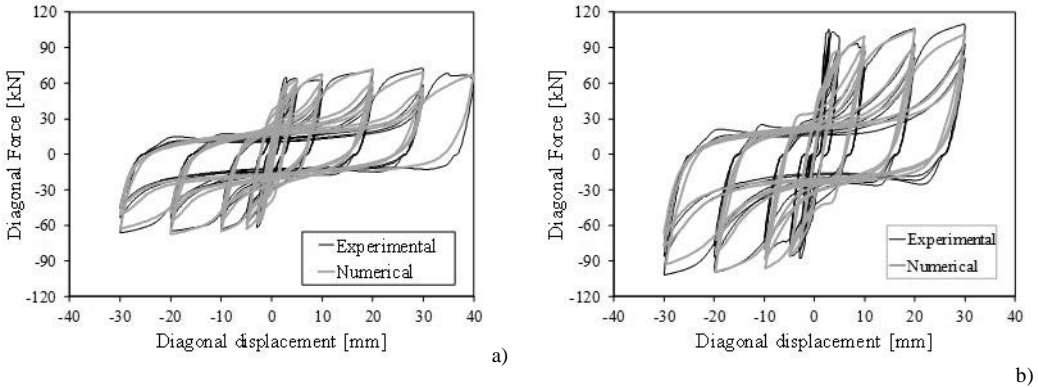 120
90
60
30
0
-30
-60
-90
-120
Diagonal Force [kN]
-40 -30 -20 -10 0 10 20 30 40
Diagonal displacement [mm]
Experimental
Numerical
a)
120
90
60
30
0
-30
-60
-90
-120
Diagonal Force [kN]
-40 -30 -20 -10 0 10 20 30 40
Diagonal displacement [mm]
Experimental
Numerical
b)